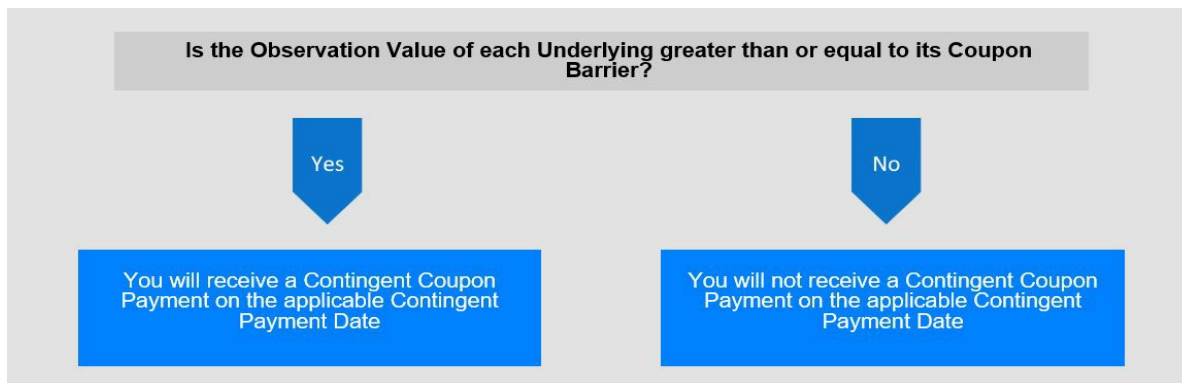 Is the Observation Value of each Underlying greater than or equal to its Coupon
Barrier?
Yes
No
You will receive a Contingent Coupon
Payment on the applicable Contingent
Payment Date
You will not receive a Contingent Coupon
Payment on the applicable Contingent
Payment Date